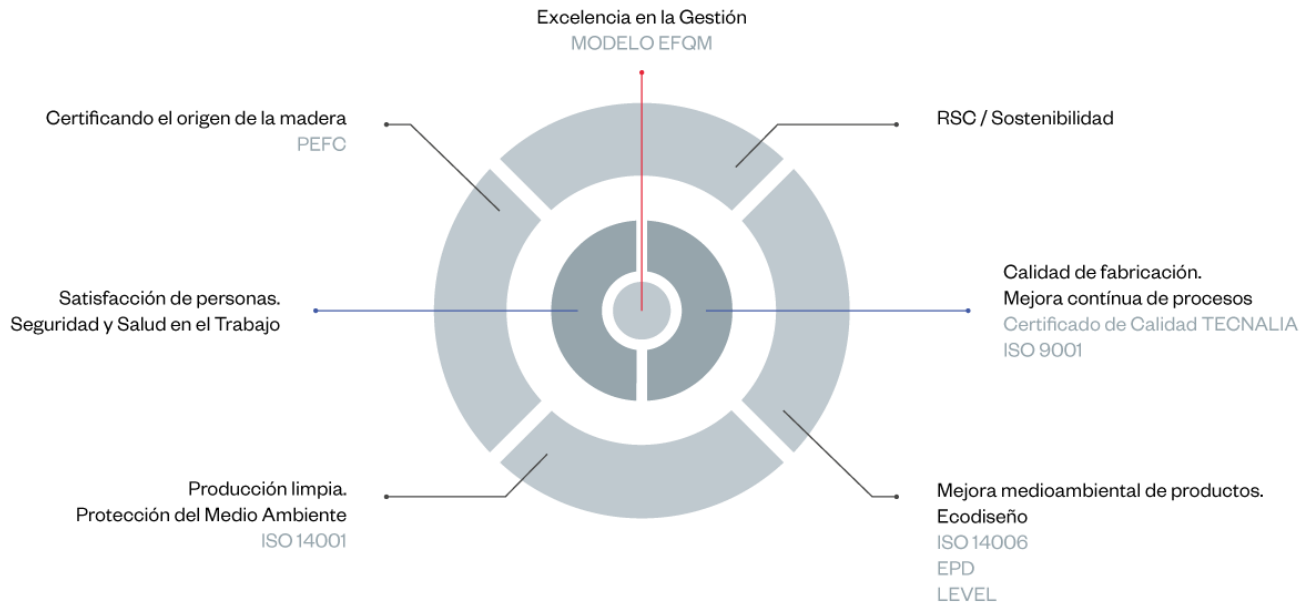 Excelencia en la Gestión
MODELO EFQM
Certificando el origen de la madera
PEFC
RSC / Sostenibilidad
Satisfacción de personas.
Seguridad y Salud en el Trabajo
Calidad de fabricación.
Mejora contínua de procesos
Certificado de Calidad TECNALIA
ISO 9001
Producción limpia.
Protección del Medio Ambiente
ISO 14001
Mejora medioambiental de productos.
Ecodiseño
ISO 14006
EPD
LEVEL